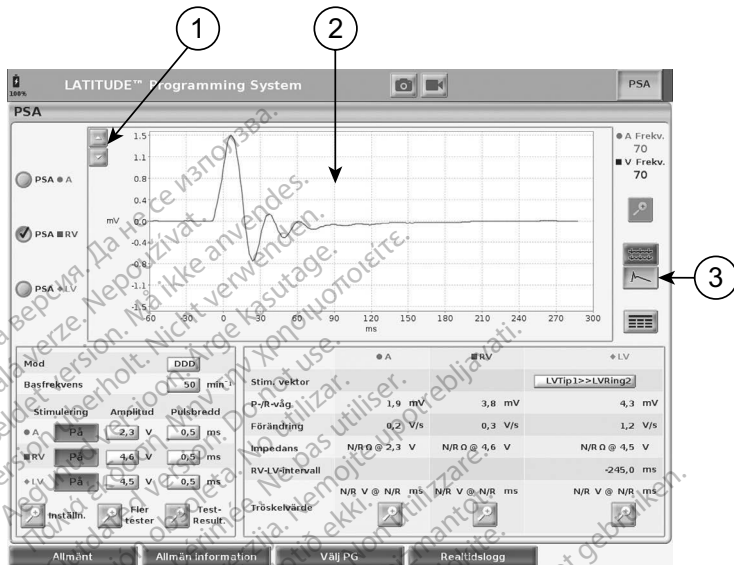 1 2 3
100%
LATITUDE™ Programming System
PSA
PSA
PSA ● A
PSA ■ RV
PSA ◆ LV
1.5
1.1
0.8
0.4
mV 0.0
-0.4
-0.8
-1.1
-1.5
-60 -30 0 30 60 90 120 150 180 210 240 270 300
ms
● A Frekv.
70
■ V Frekv.
70
Mod DDD
Basfrekvens 50 min⁻¹
Stimulering Amplitud Pulsbredd
● A På 2,3 V 0,5 ms
■ RV På 4,6 V 0,5 ms
◆ LV På 4,5 V 0,5 ms
Inställn.
Fler tester
Test-Result.
● A ■ RV ◆ LV
Stim. vektor LVTip1>>LVRing2
P-/R-våg 1,9 mV 3,8 mV 4,3 mV
Förändring 0,2 V/s 0,3 V/s 1,2 V/s
Impedans N/R Ω @ 2,3 V N/R Ω @ 4,6 V N/R Ω @ 4,5 V
RV-LV-intervall -245,0 ms
N/R V @ N/R ms N/R V @ N/R ms N/R V @ N/R ms
Tröskelvärde
Allmänt Allmän information Välj PG Realtidslogg